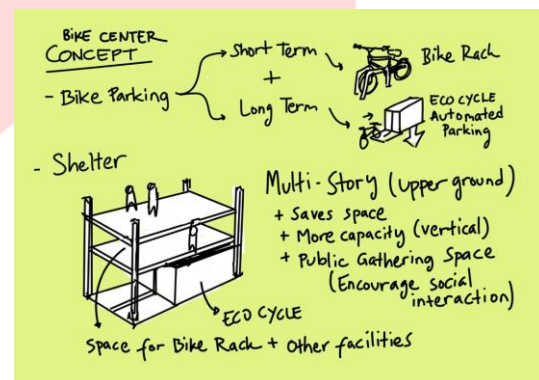 BIKE CENTER
CONCEPT
- Bike Parking
Short Term
+
Long Term
Bike Rack
ECO CYCLE
Automated
Parking
- Shelter
Multi-Story (upper ground)
+ Saves space
+ More capacity (vertical)
+ Public Gathering Space
(Encourage social
interaction)
ECO CYCLE
Space for Bike Rack + Other facilities